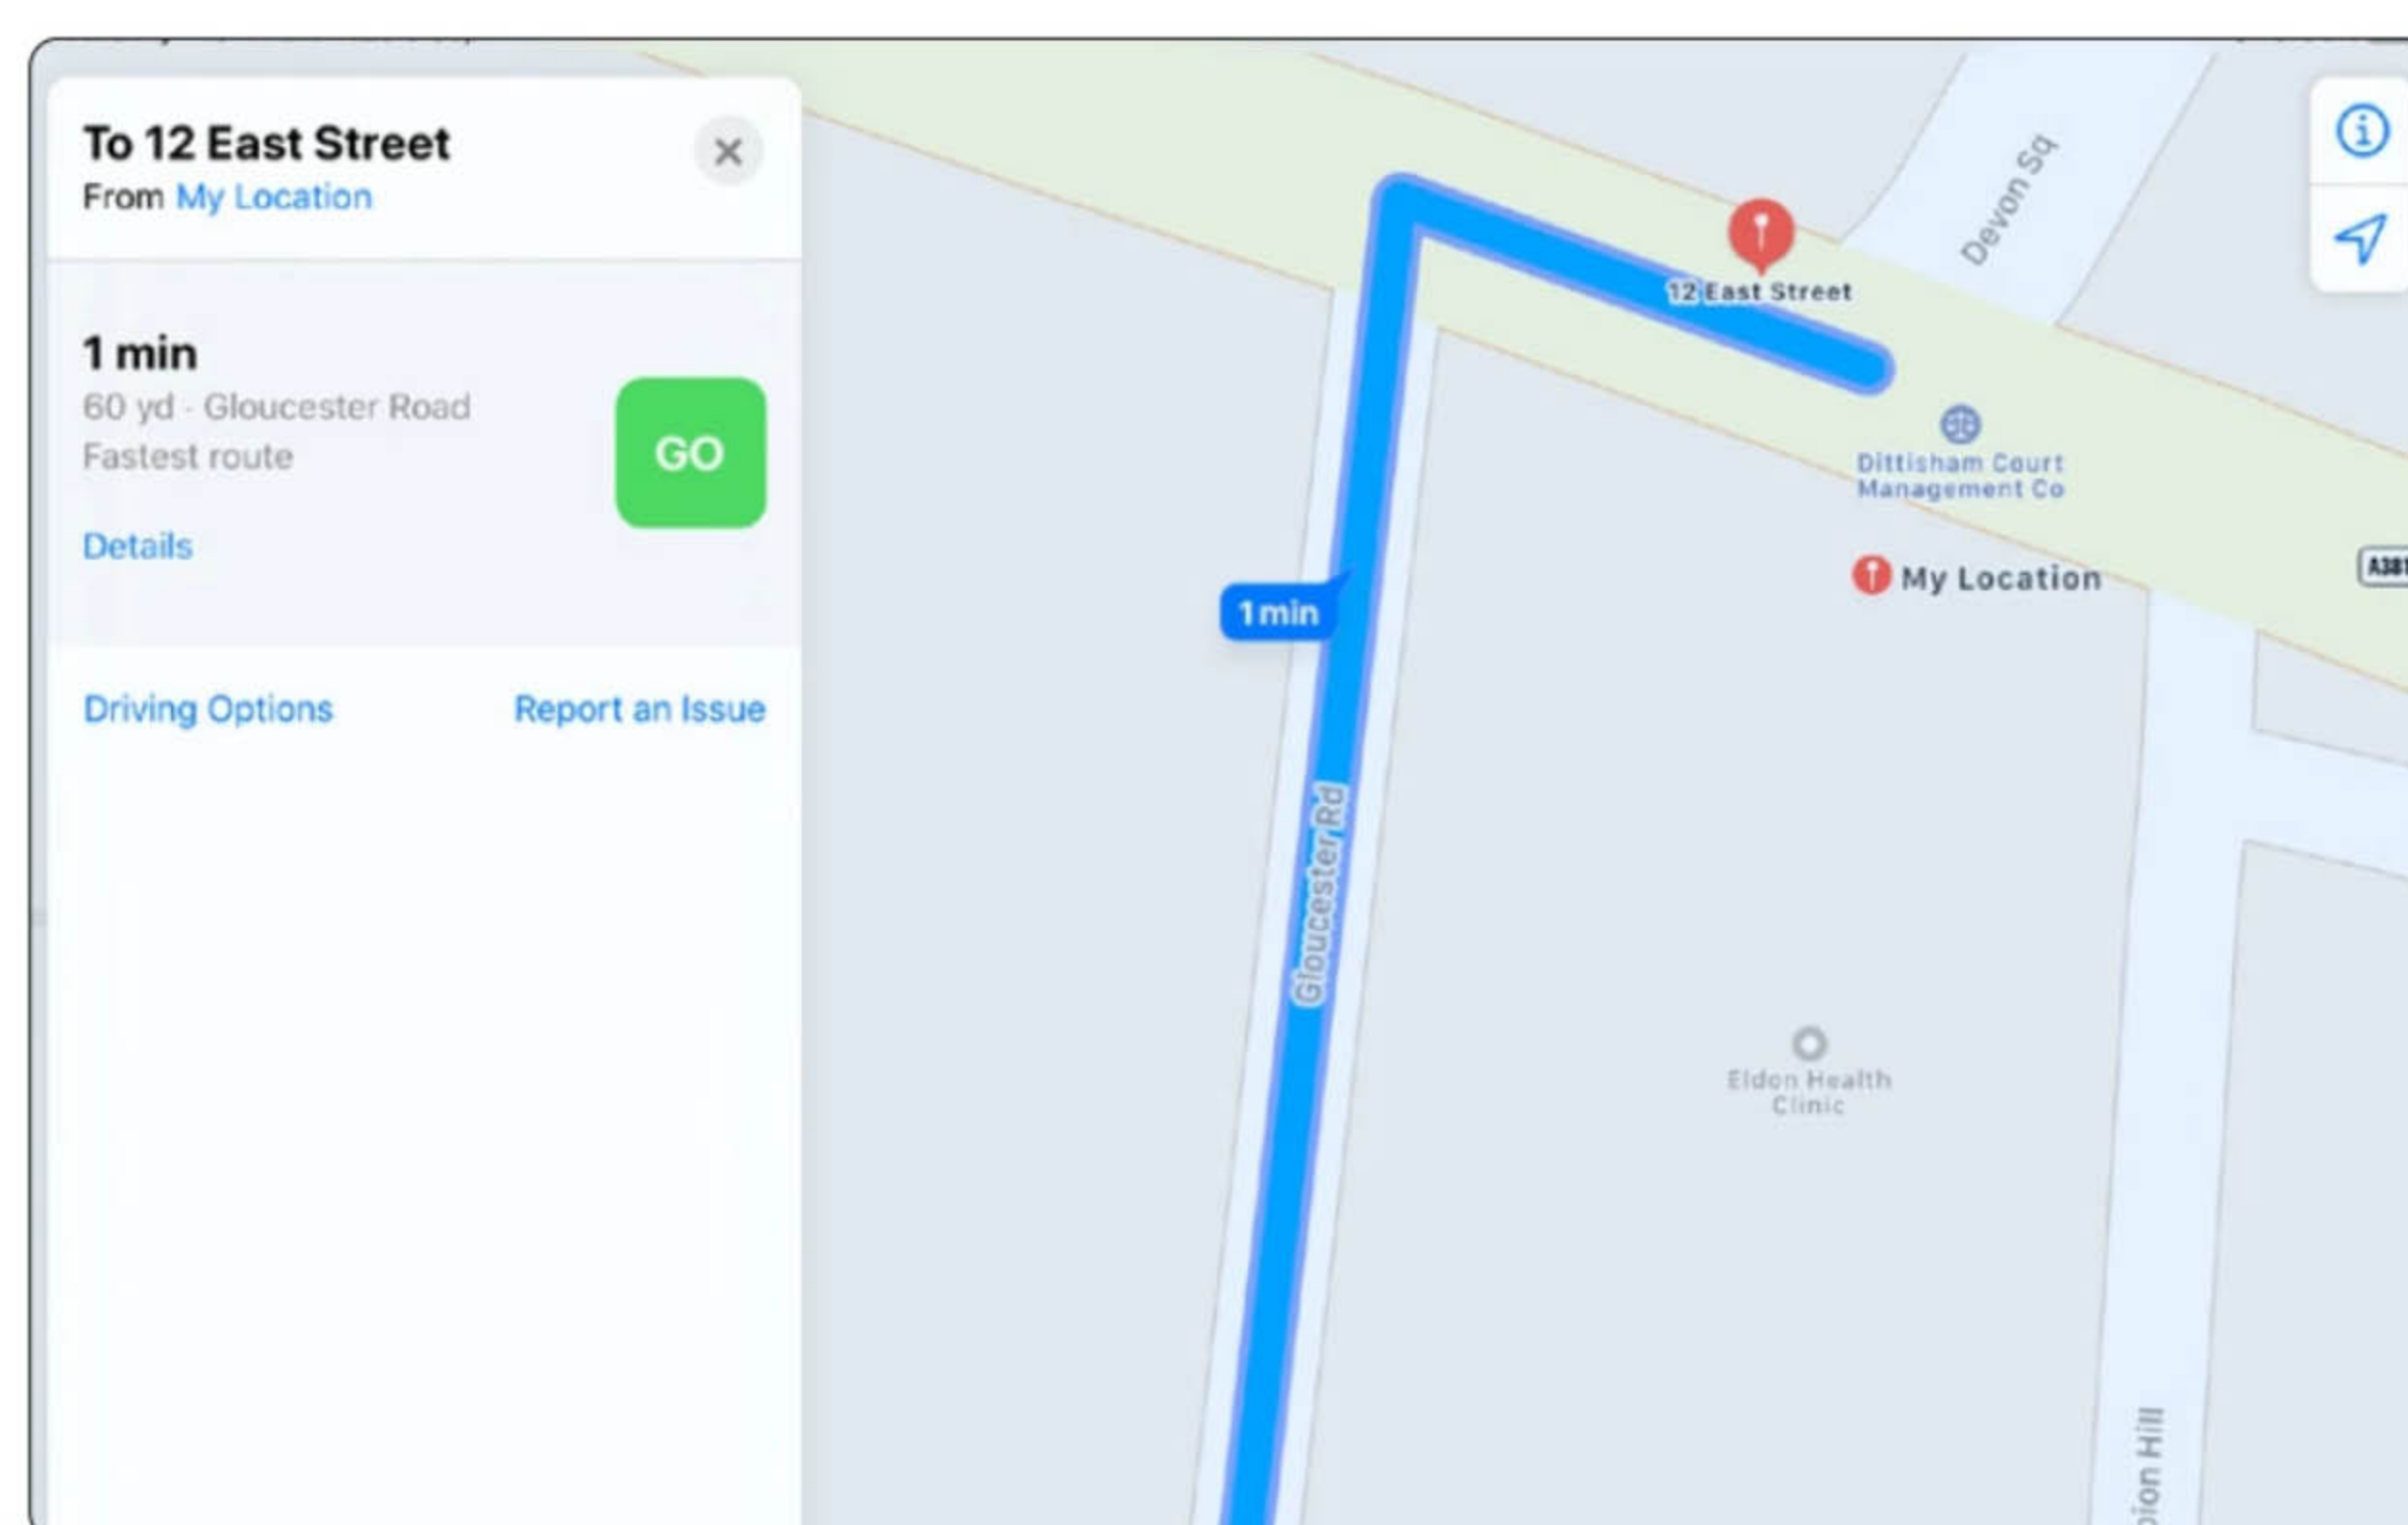 To 12 East Street
From My Location
1 min
60 yd · Gloucester Road
Fastest route
GO
Details
Driving Options
Report an Issue
Devon Sq
12 East Street
Dittisham Court
Management Co
My Location
A381
1 min
Gloucester Rd
Eldon Health
Clinic
Hill